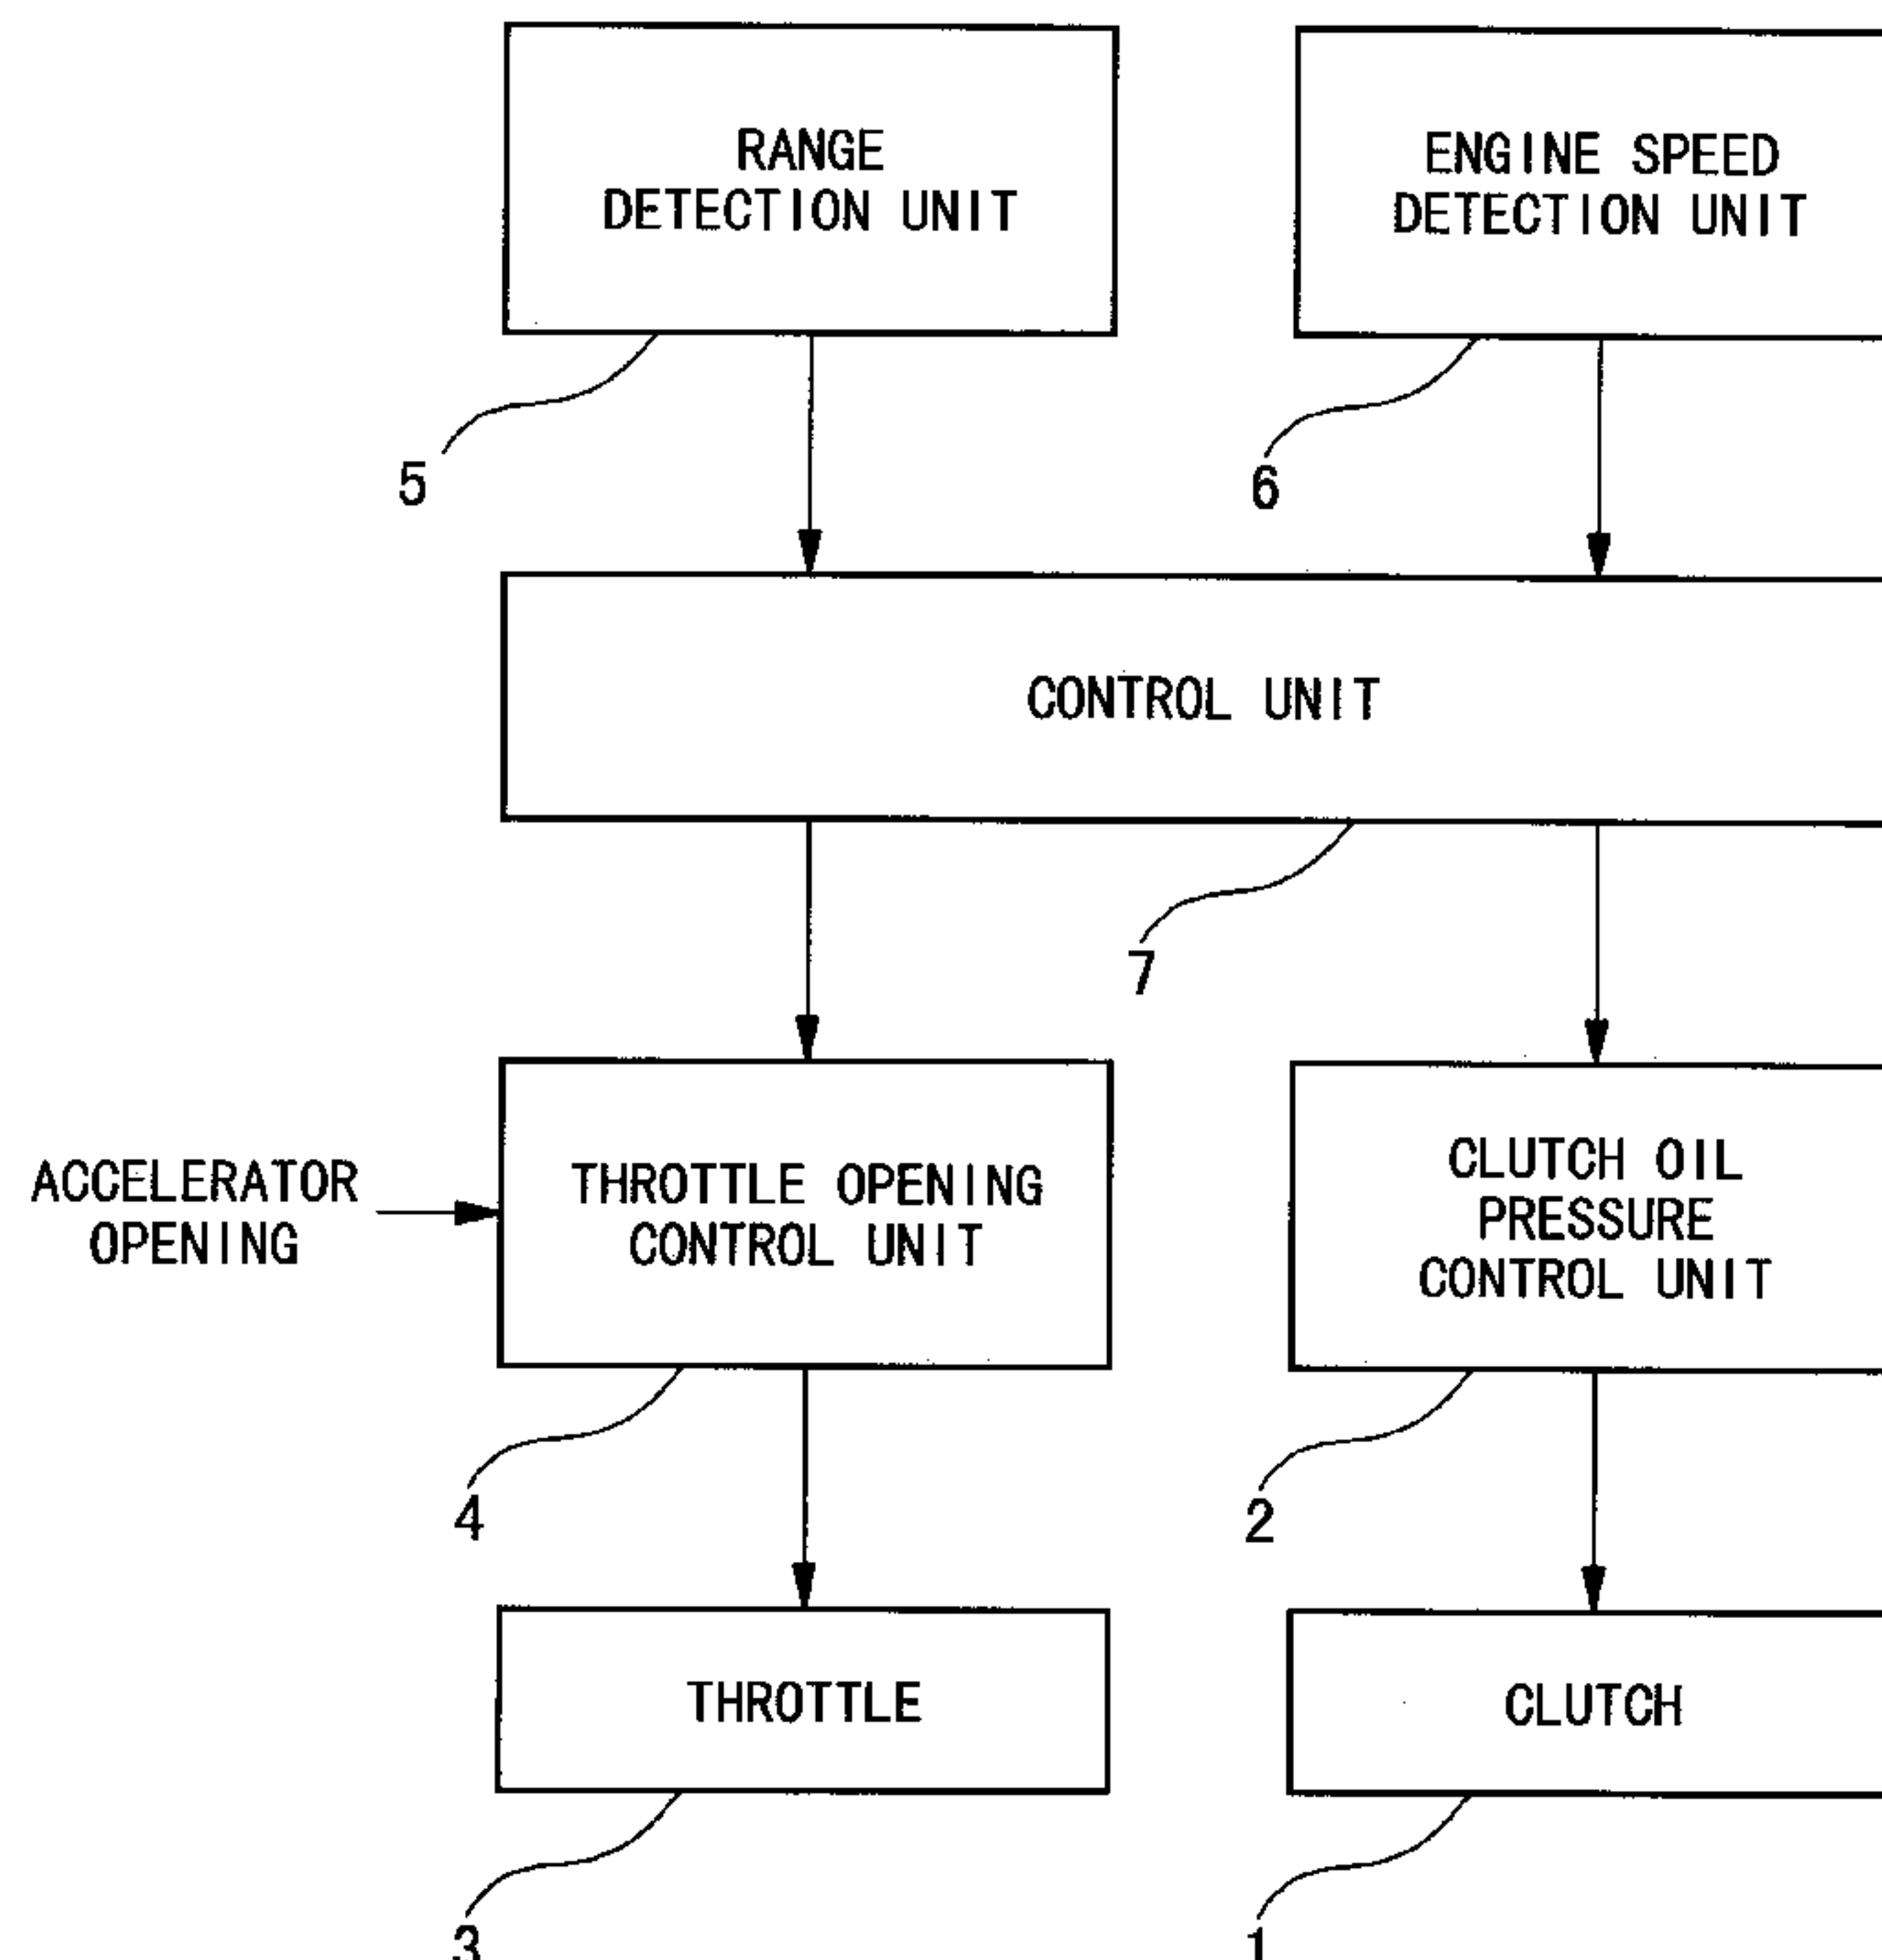 RANGE
DETECTION UNIT
ENGINE SPEED
DETECTION UNIT
5
6
CONTROL UNIT
7
ACCELERATOR
OPENING
THROTTLE OPENING
CONTROL UNIT
CLUTCH OIL
PRESSURE
CONTROL UNIT
4
2
THROTTLE
CLUTCH
3
1